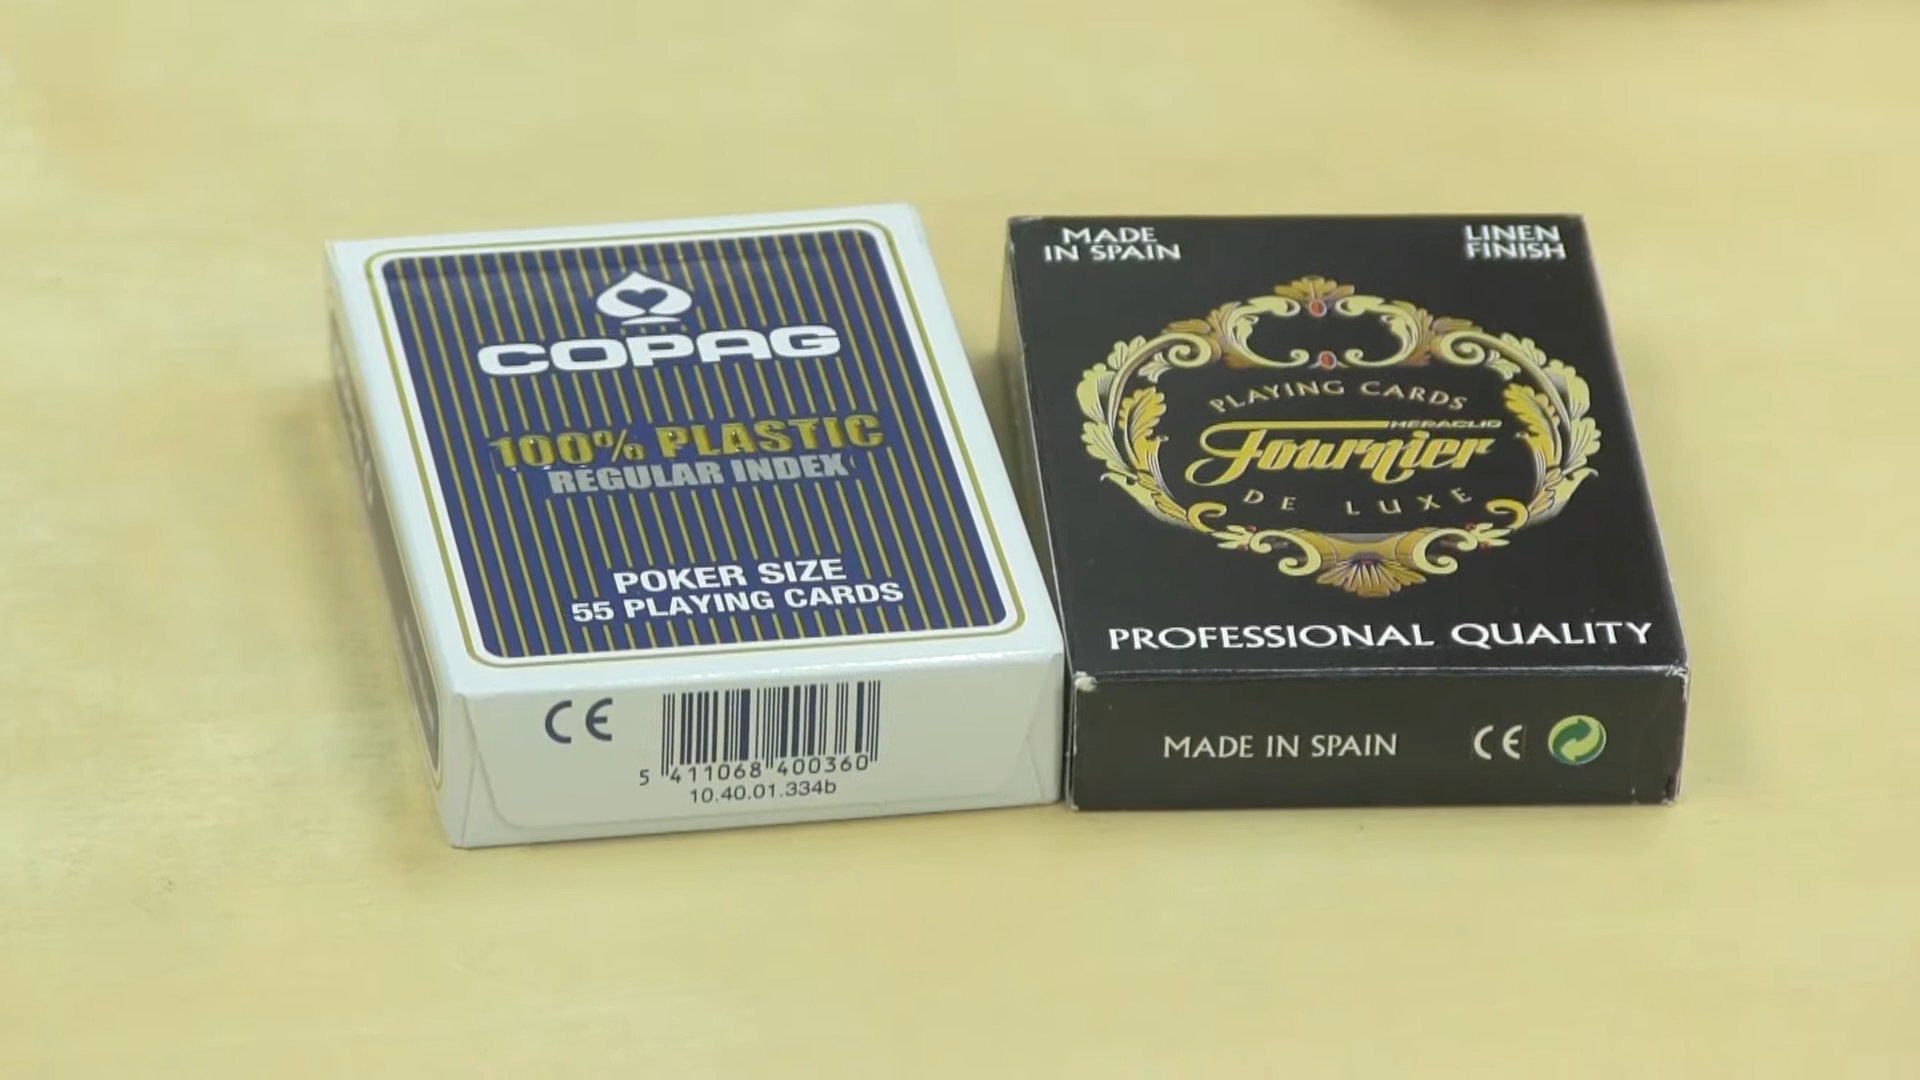 COPAG
100% PLASTIC
REGULAR INDEX
POKER SIZE
55 PLAYING CARDS
CE
5 411068 400360
10.40.01.334b
MADE
IN SPAIN
LINEN
FINISH
PLAYING CARDS
HERACLIO
Fournier
DE LUXE
PROFESSIONAL QUALITY
MADE IN SPAIN CE